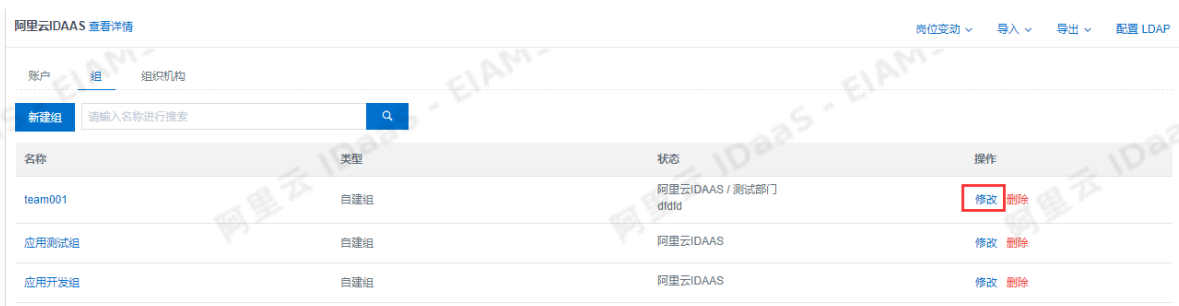 阿里云IDAAS 查看详情 岗位变动 导入 导出 配置 LDAP
账户 组 组织机构
新建组 请输入名称进行搜索
名称 类型 状态 操作
team001 自建组 阿里云IDAAS / 测试部门 修改 删除
dfdfd
应用测试组 自建组 阿里云IDAAS 修改 删除
应用开发组 自建组 阿里云IDAAS 修改 删除
阿里云 IDaaS - EIAMS